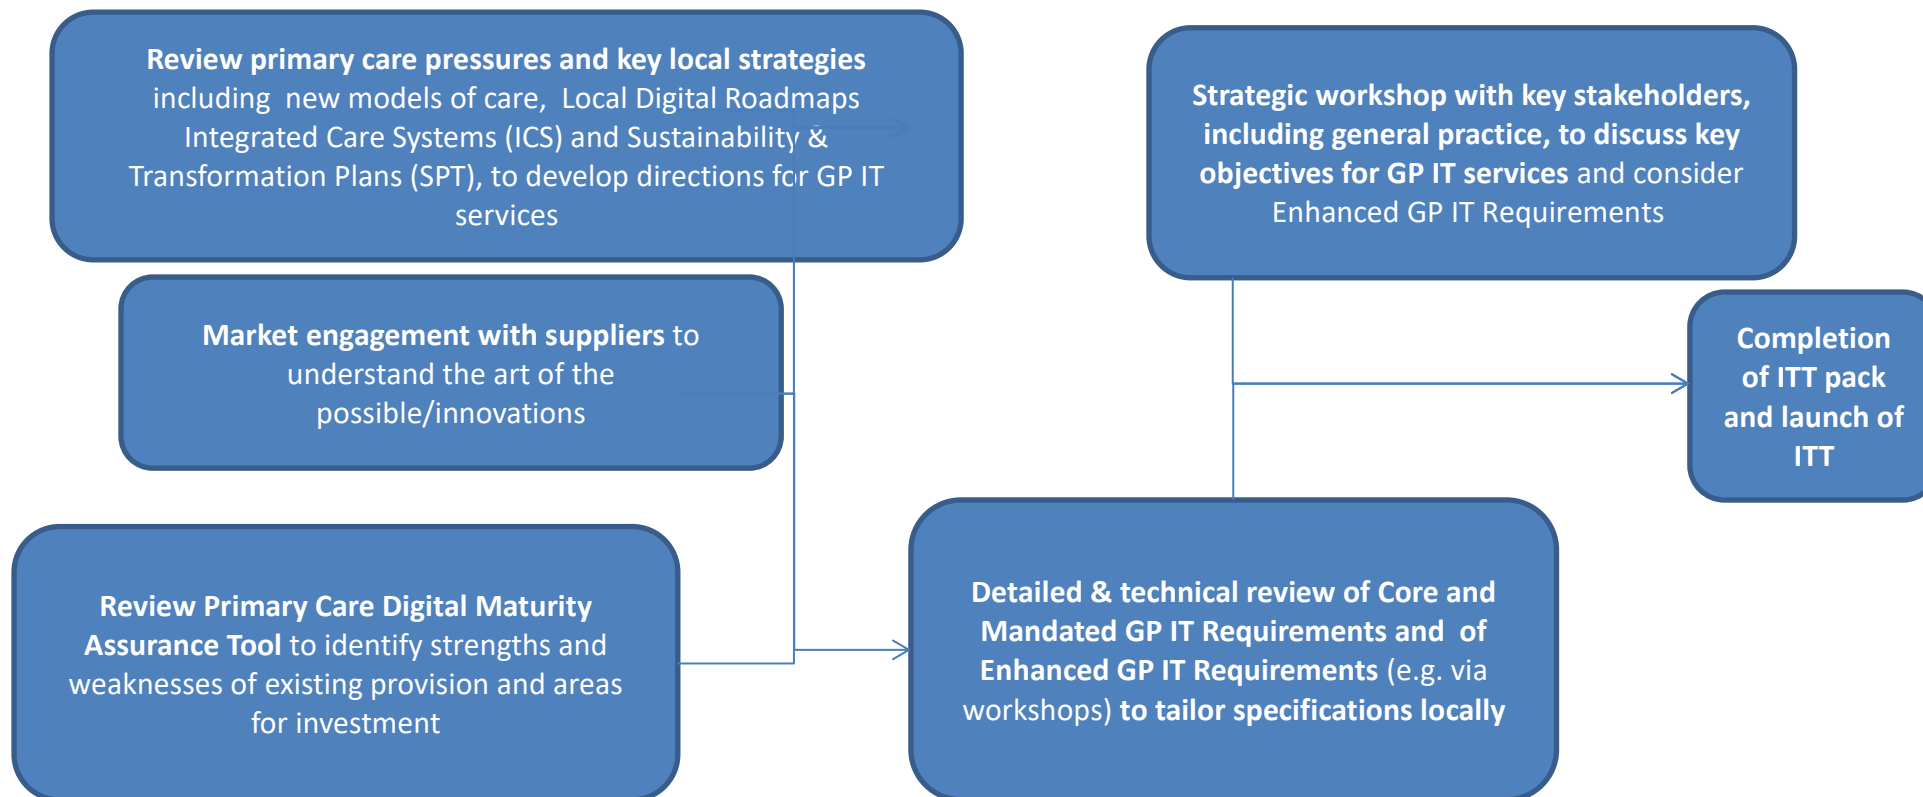 Review primary care pressures and key local strategies
including new models of care, Local Digital Roadmaps
Integrated Care Systems (ICS) and Sustainability &
Transformation Plans (SPT), to develop directions for GP IT
services
Market engagement with suppliers to
understand the art of the
possible/innovations
Review Primary Care Digital Maturity
Assurance Tool to identify strengths and
weaknesses of existing provision and areas
for investment
Strategic workshop with key stakeholders,
including general practice, to discuss key
objectives for GP IT services and consider
Enhanced GP IT Requirements
Detailed & technical review of Core and
Mandated GP IT Requirements and of
Enhanced GP IT Requirements (e.g. via
workshops) to tailor specifications locally
Completion
of ITT pack
and launch of
ITT